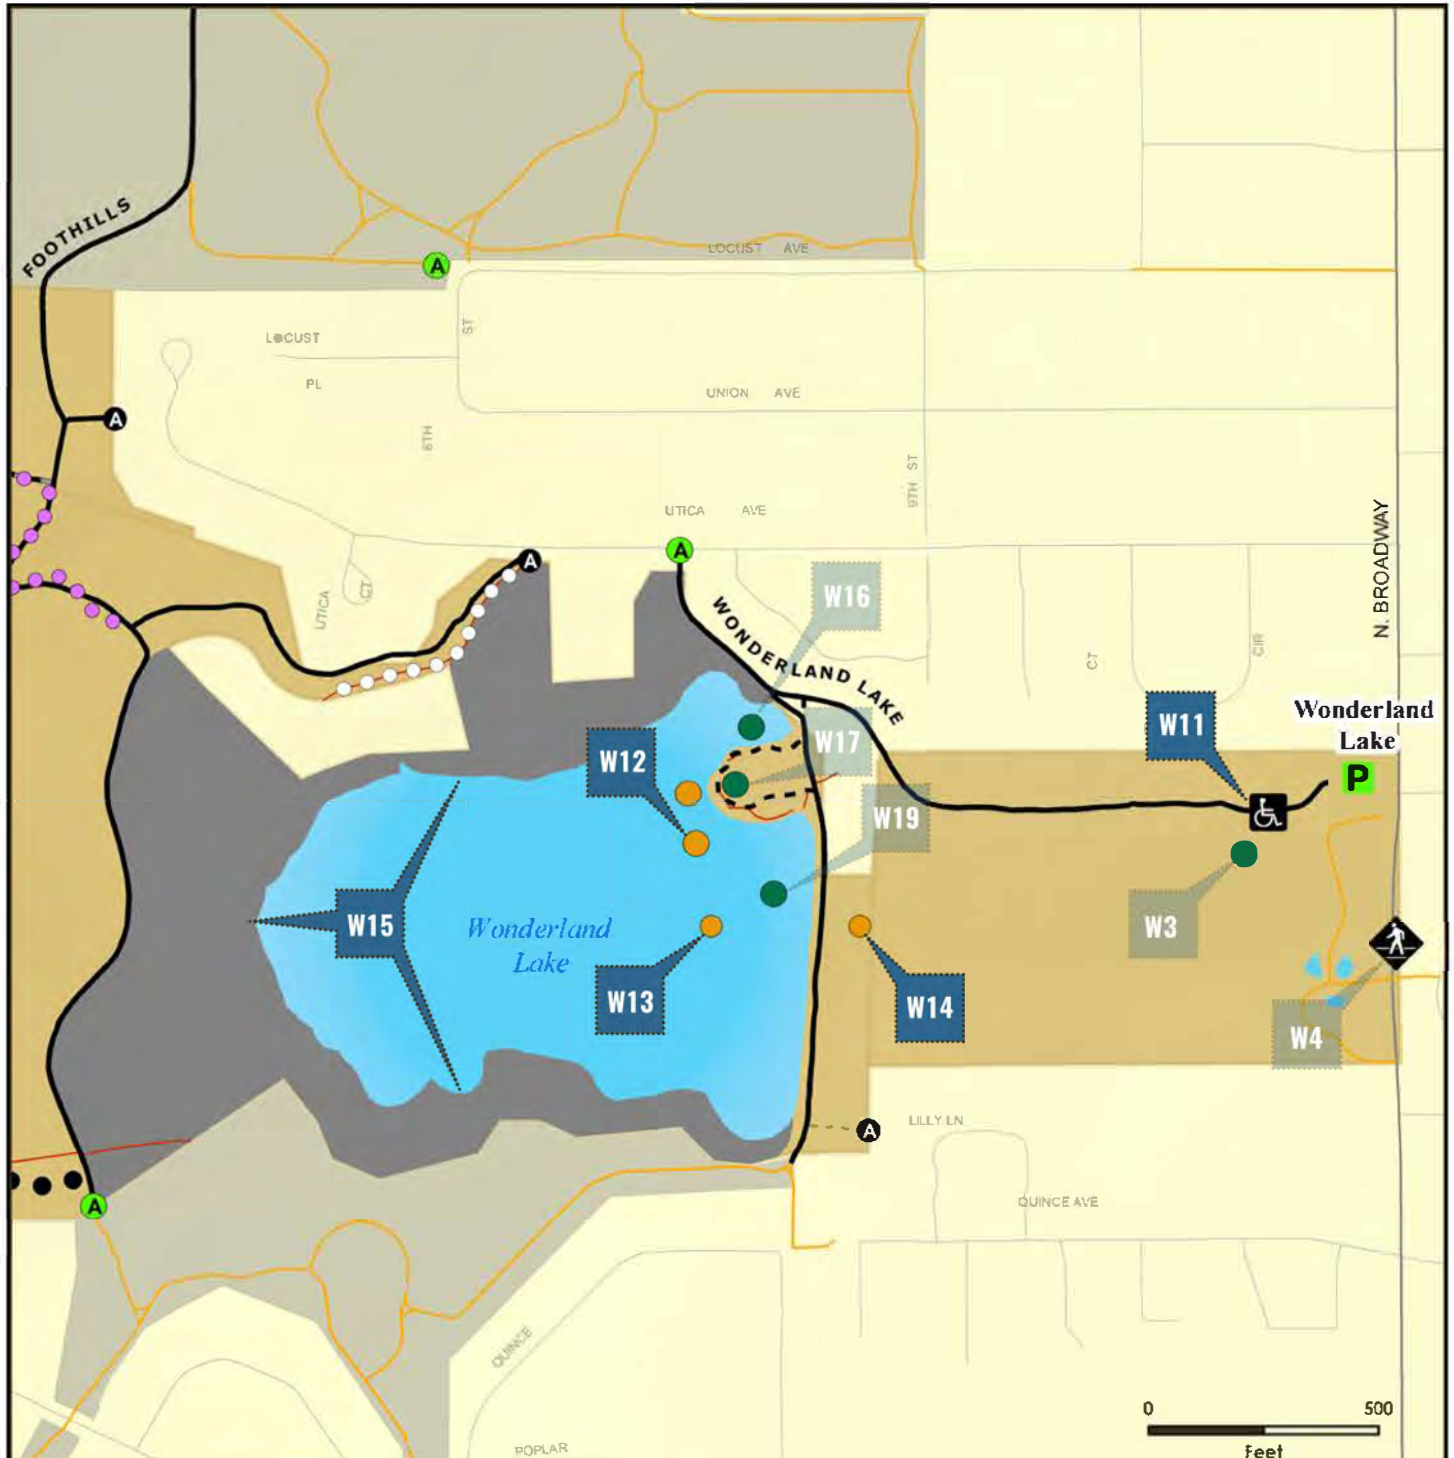 FOOTHILLS
A
LOCUST AVE
LOCUST
ST
PL
UNION AVE
A
6TH
9TH ST
UTICA AVE
N. BROADWAY
A
A
UTICA
CT
W16
WONDERLAND LAKE
CT
CIR
W11
Wonderland
Lake
P
W12
W17
W19
W15
Wonderland
Lake
W13
W14
W3
W4
A
LILLY LN
A
QUINCE AVE
QUINCE
POPLAR
0 500
Feet